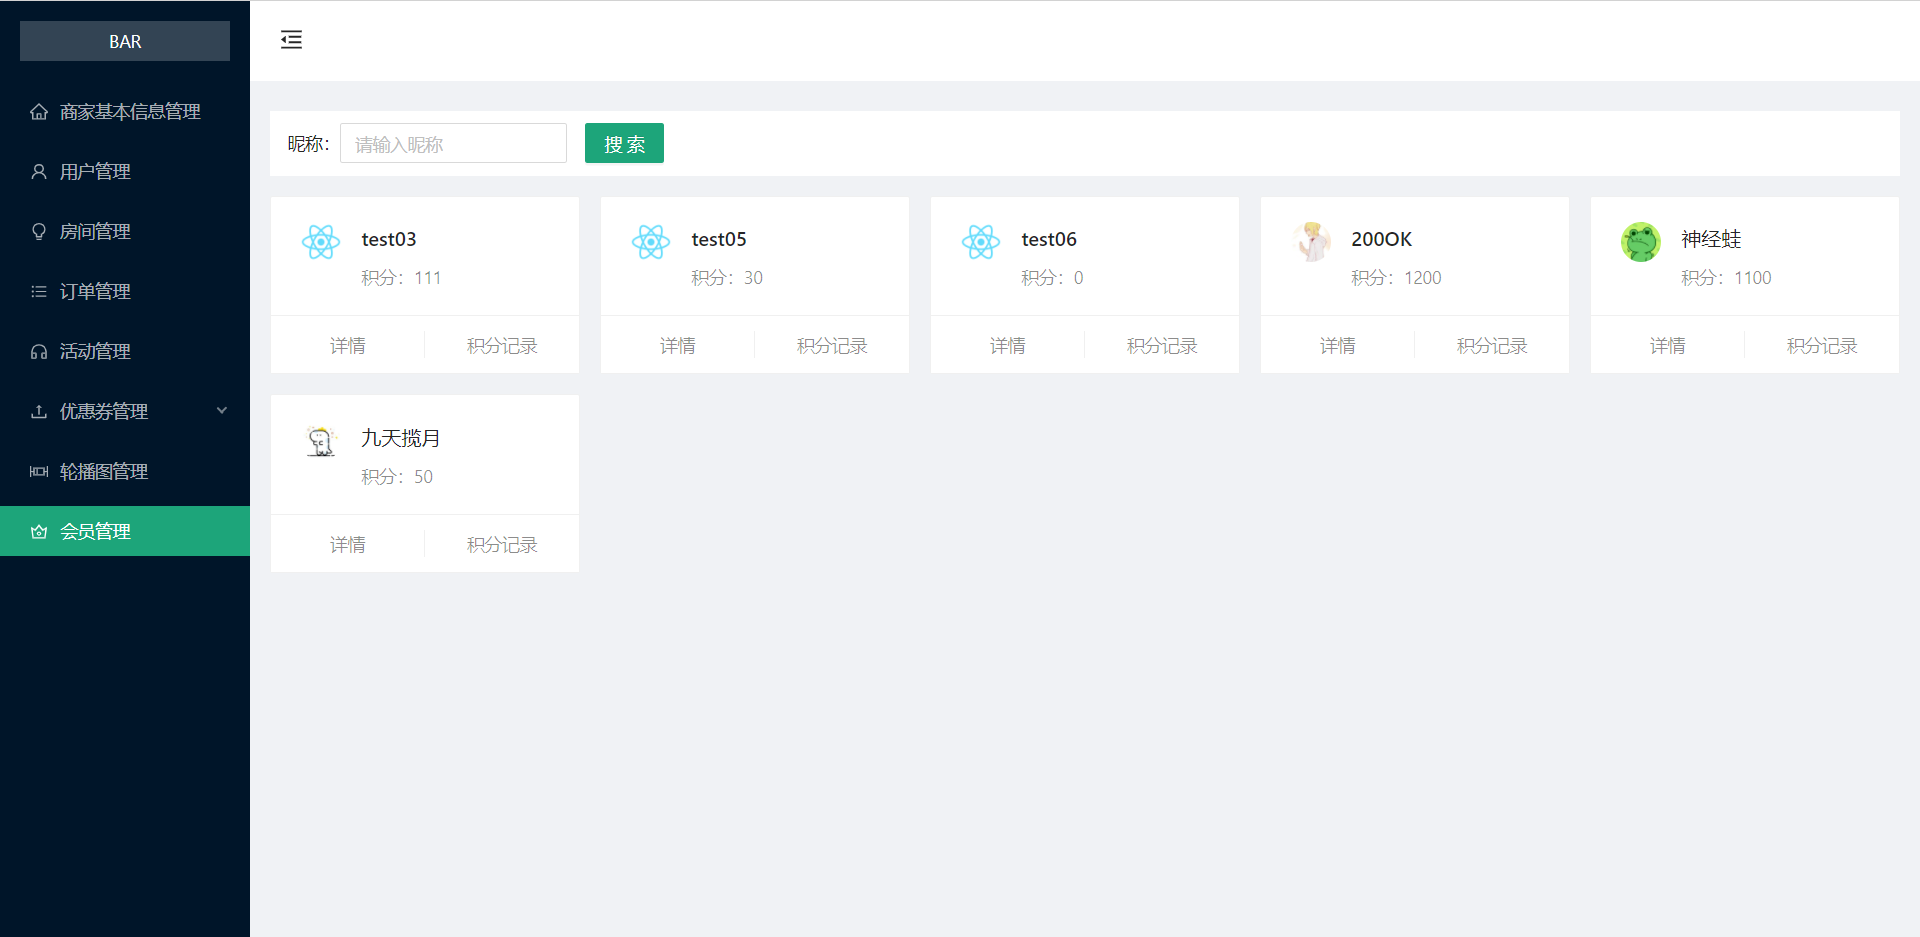 BAR
商家基本信息管理
用户管理
房间管理
订单管理
活动管理
优惠券管理
轮播图管理
会员管理
昵称: 请输入昵称 搜索
test03
积分：111
详情 积分记录
test05
积分：30
详情 积分记录
test06
积分：0
详情 积分记录
200OK
积分：1200
详情 积分记录
神经蛙
积分：1100
详情 积分记录
九天揽月
积分：50
详情 积分记录